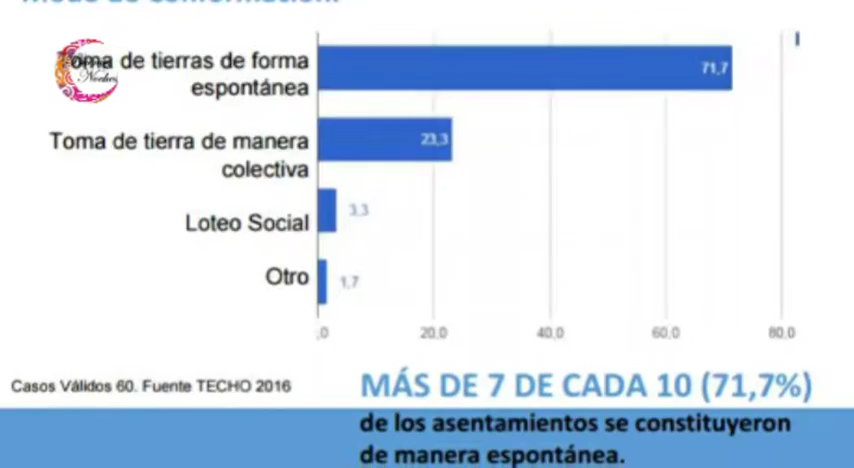 Toma de tierras de forma
espontánea
71,7
Noches
Toma de tierra de manera
colectiva
23,3
Loteo Social
3,3
Otro
1,7
,0
20,0
40,0
60,0
80,0
Casos Válidos 60. Fuente TECHO 2016
MÁS DE 7 DE CADA 10 (71,7%)
de los asentamientos se constituyeron
de manera espontánea.